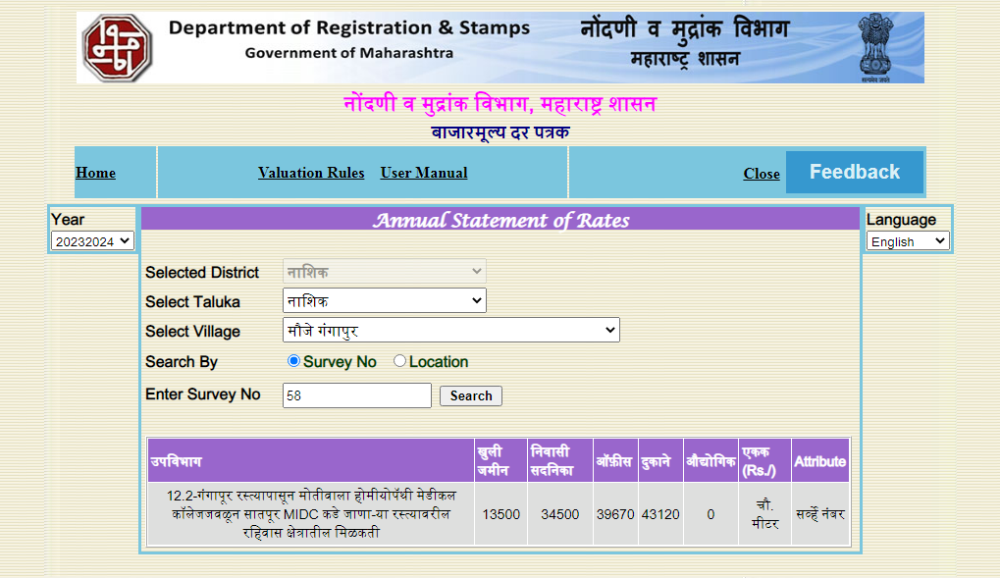 Department of Registration & Stamps
Government of Maharashtra
नोंदणी व मुद्रांक विभाग
महाराष्ट्र शासन
नोंदणी व मुद्रांक विभाग, महाराष्ट्र शासन
बाजारमूल्य दर पत्रक
Home Valuation Rules User Manual Close Feedback
Year Annual Statement of Rates Language
20232024 English
Selected District नाशिक
Select Taluka नाशिक
Select Village मौजे गंगापुर
Search By Survey No Location
Enter Survey No 58 Search
उपविभाग खुली जमीन निवासी सदनिका ऑफ़ीस दुकाने औद्योगिक एकक (Rs./) Attribute
12.2-गंगापूर रस्त्यापासून मोतीवाला होमीयोपॅथी मेडीकल
कॉलेजजवळून सातपूर MIDC कडे जाणा-या रस्त्यावरील
रहिवास क्षेत्रातील मिळकती
13500 34500 39670 43120 0 चौ. मीटर सर्व्हे नंबर